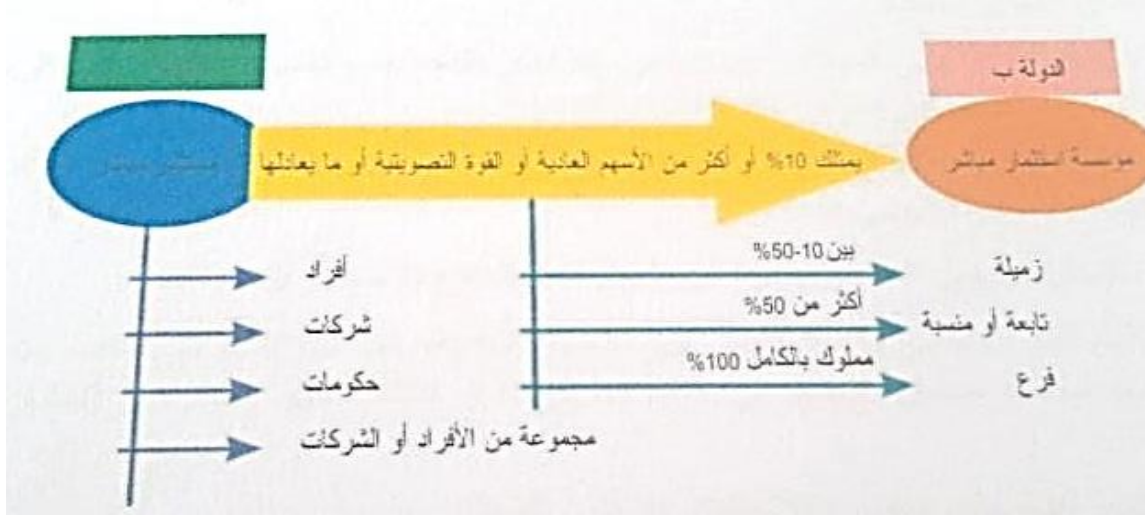 الدولة ب
يمتلك 10% أو أكثر من الأسهم العادية أو القوة التصويتية أو ما يعادلها
مؤسسة استثمار مباشر
أفراد
شركات
حكومات
مجموعة من الأفراد أو الشركات
بين 10-50%
زميلة
أكثر من 50%
تابعة أو منسبة
مملوك بالكامل 100%
فرع